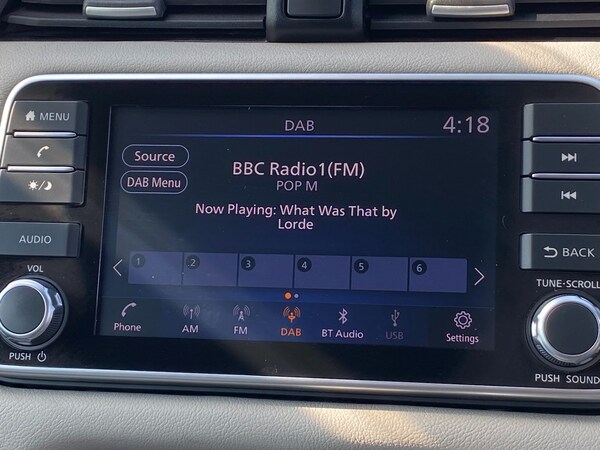 DAB
4:18
MENU
Source
BBC Radio1(FM)
DAB Menu
POP M
Now Playing: What Was That by
Lorde
AUDIO
BACK
1 2 3 4 5 6
VOL
TUNE-SCROLL
Phone AM FM DAB BT Audio USB Settings
PUSH
PUSH SOUND